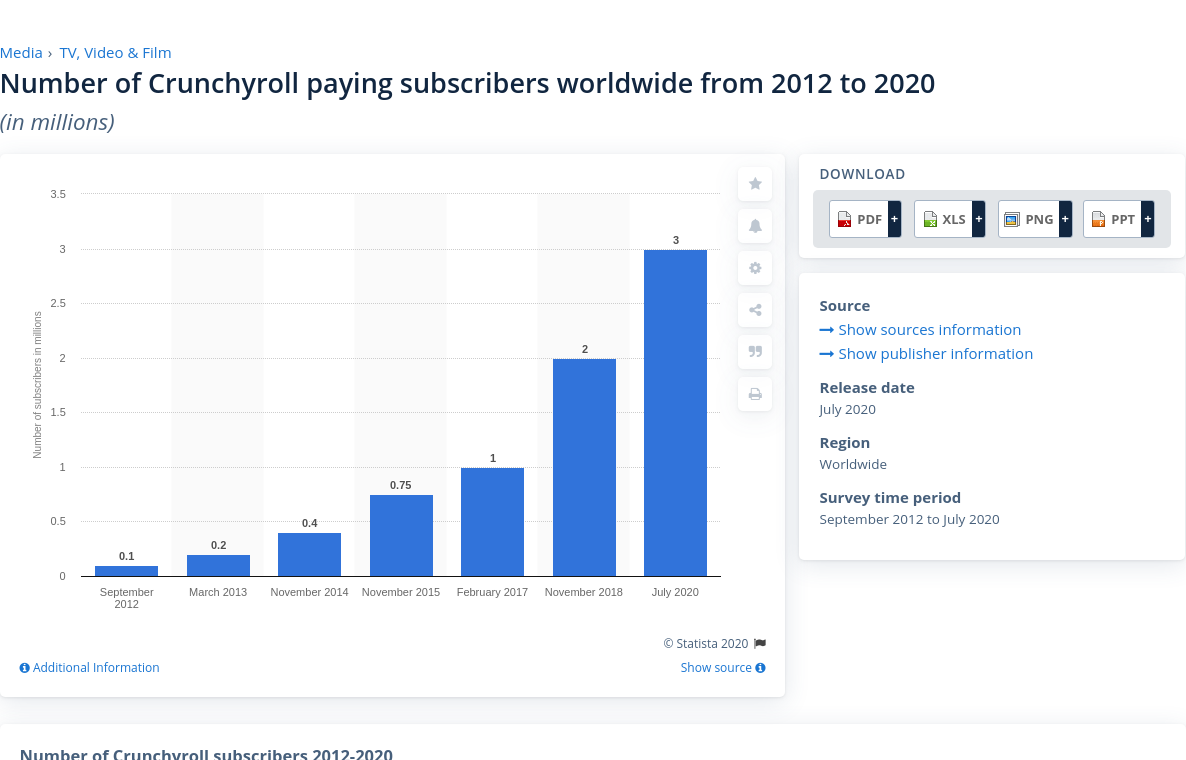 Media › TV, Video & Film
Number of Crunchyroll paying subscribers worldwide from 2012 to 2020
(in millions)
Number of subscribers in millions
3.5
3
2.5
2
1.5
1
0.5
0
0.1
0.2
0.4
0.75
1
2
3
September 2012
March 2013
November 2014
November 2015
February 2017
November 2018
July 2020
© Statista 2020
Additional Information
Show source
DOWNLOAD
PDF +
XLS +
PNG +
PPT +
Source
Show sources information
Show publisher information
Release date
July 2020
Region
Worldwide
Survey time period
September 2012 to July 2020
Number of Crunchyroll subscribers 2012-2020